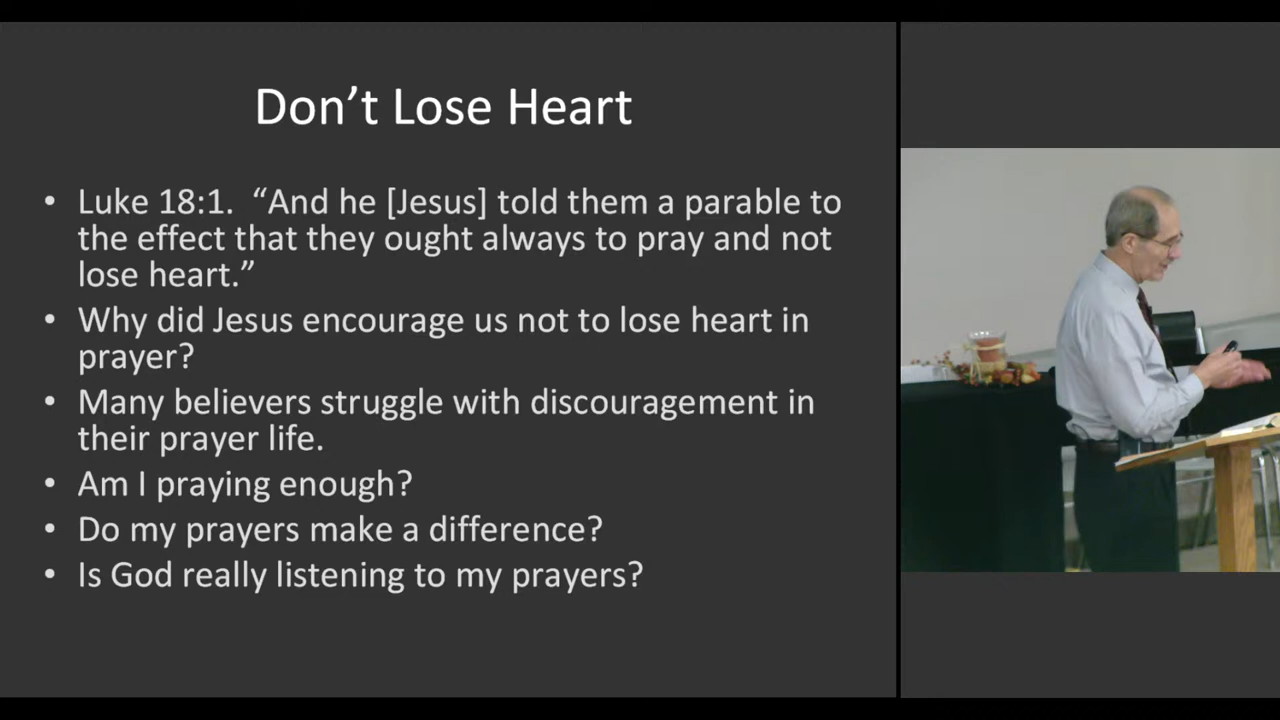 Don’t Lose Heart
• Luke 18:1.  “And he [Jesus] told them a parable to
the effect that they ought always to pray and not
lose heart.”
• Why did Jesus encourage us not to lose heart in
prayer?
• Many believers struggle with discouragement in
their prayer life.
• Am I praying enough?
• Do my prayers make a difference?
• Is God really listening to my prayers?